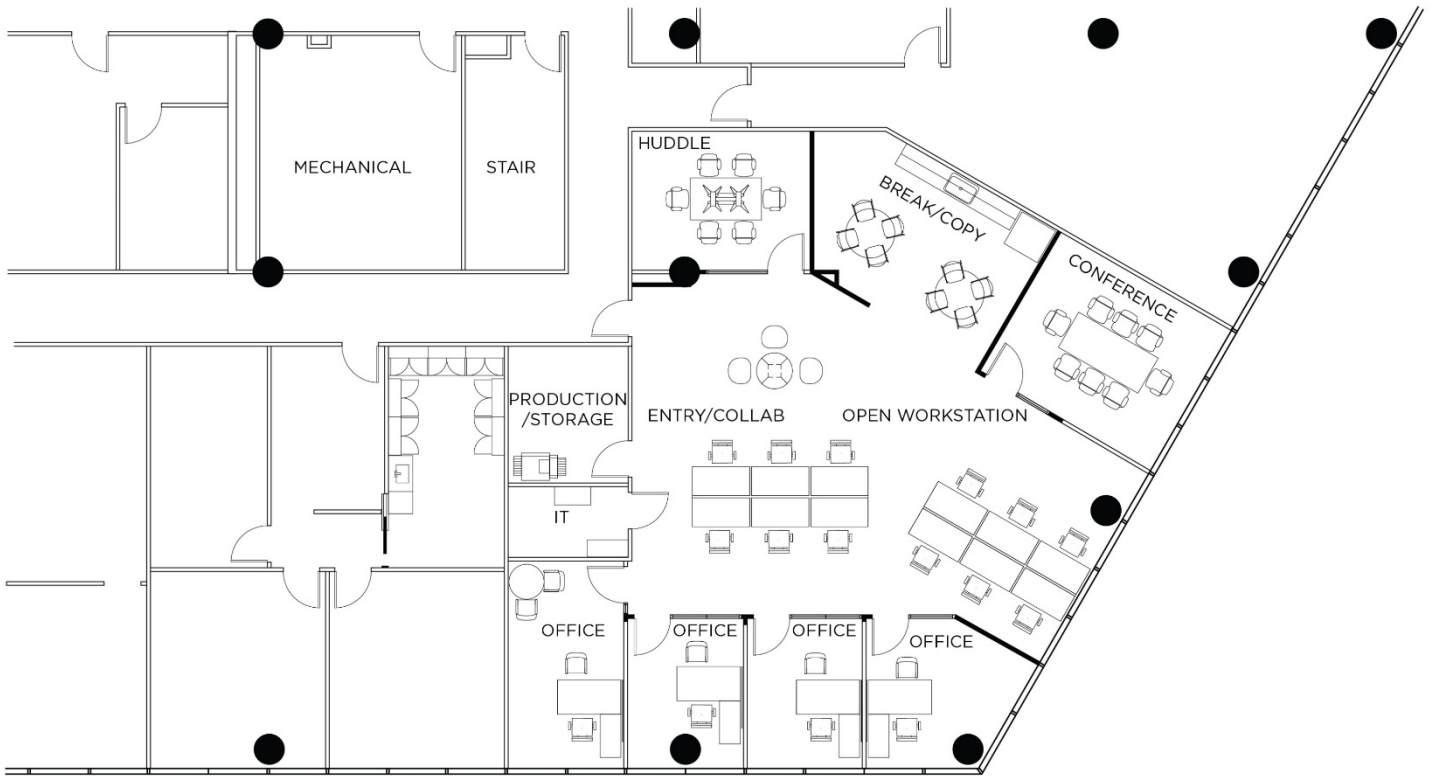 HUDDLE
MECHANICAL
STAIR
BREAK/COPY
CONFERENCE
PRODUCTION
/STORAGE
ENTRY/COLLAB
OPEN WORKSTATION
IT
OFFICE
OFFICE
OFFICE
OFFICE